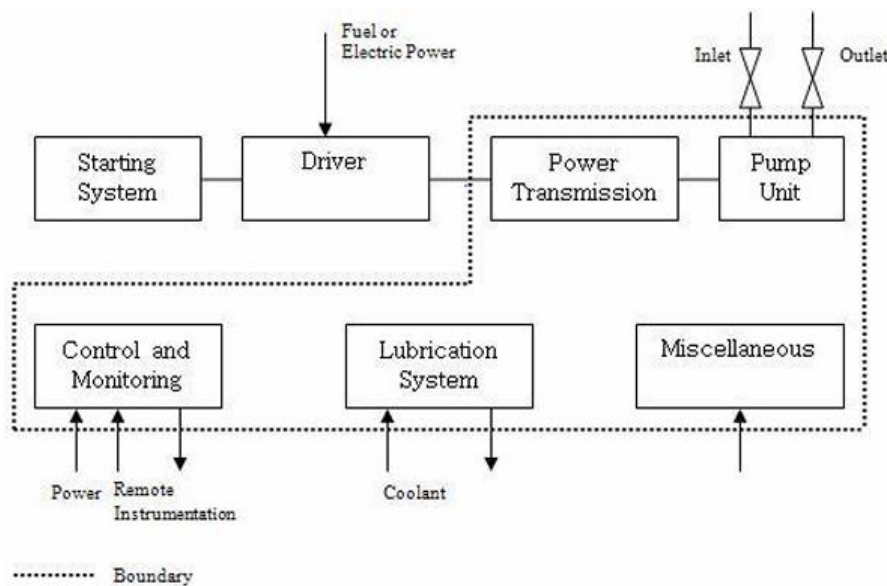 Fuel or
Electric Power
Inlet
Outlet
Starting
System
Driver
Power
Transmission
Pump
Unit
Control and
Monitoring
Lubrication
System
Miscellaneous
Power
Remote
Instrumentation
Coolant
Boundary